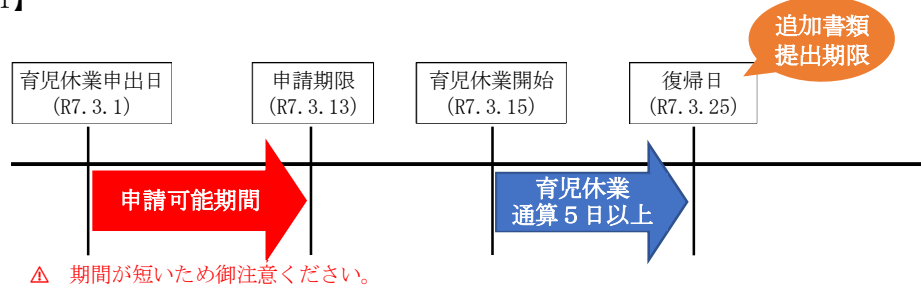 1】
追加書類
提出期限
育児休業申出日
(R7.3.1)
申請期限
(R7.3.13)
育児休業開始
(R7.3.15)
復帰日
(R7.3.25)
申請可能期間
育児休業
通算５日以上
⚠ 期間が短いため御注意ください。